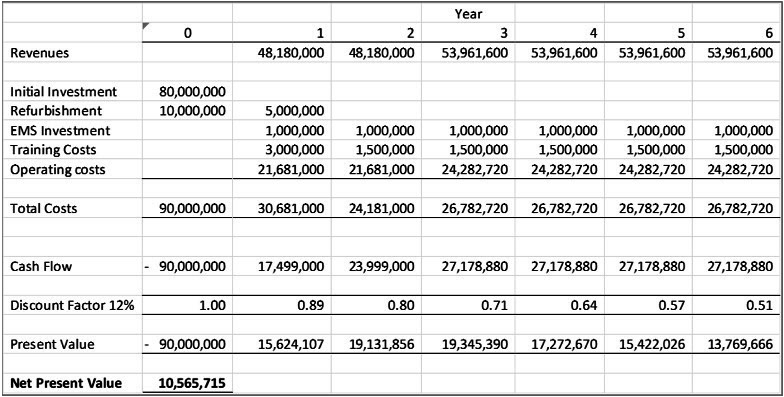 Year
0 1 2 3 4 5 6
Revenues 48,180,000 48,180,000 53,961,600 53,961,600 53,961,600 53,961,600
Initial Investment 80,000,000
Refurbishment 10,000,000 5,000,000
EMS Investment 1,000,000 1,000,000 1,000,000 1,000,000 1,000,000 1,000,000
Training Costs 3,000,000 1,500,000 1,500,000 1,500,000 1,500,000 1,500,000
Operating costs 21,681,000 21,681,000 24,282,720 24,282,720 24,282,720 24,282,720
Total Costs 90,000,000 30,681,000 24,181,000 26,782,720 26,782,720 26,782,720 26,782,720
Cash Flow - 90,000,000 17,499,000 23,999,000 27,178,880 27,178,880 27,178,880 27,178,880
Discount Factor 12% 1.00 0.89 0.80 0.71 0.64 0.57 0.51
Present Value - 90,000,000 15,624,107 19,131,856 19,345,390 17,272,670 15,422,026 13,769,666
Net Present Value 10,565,715